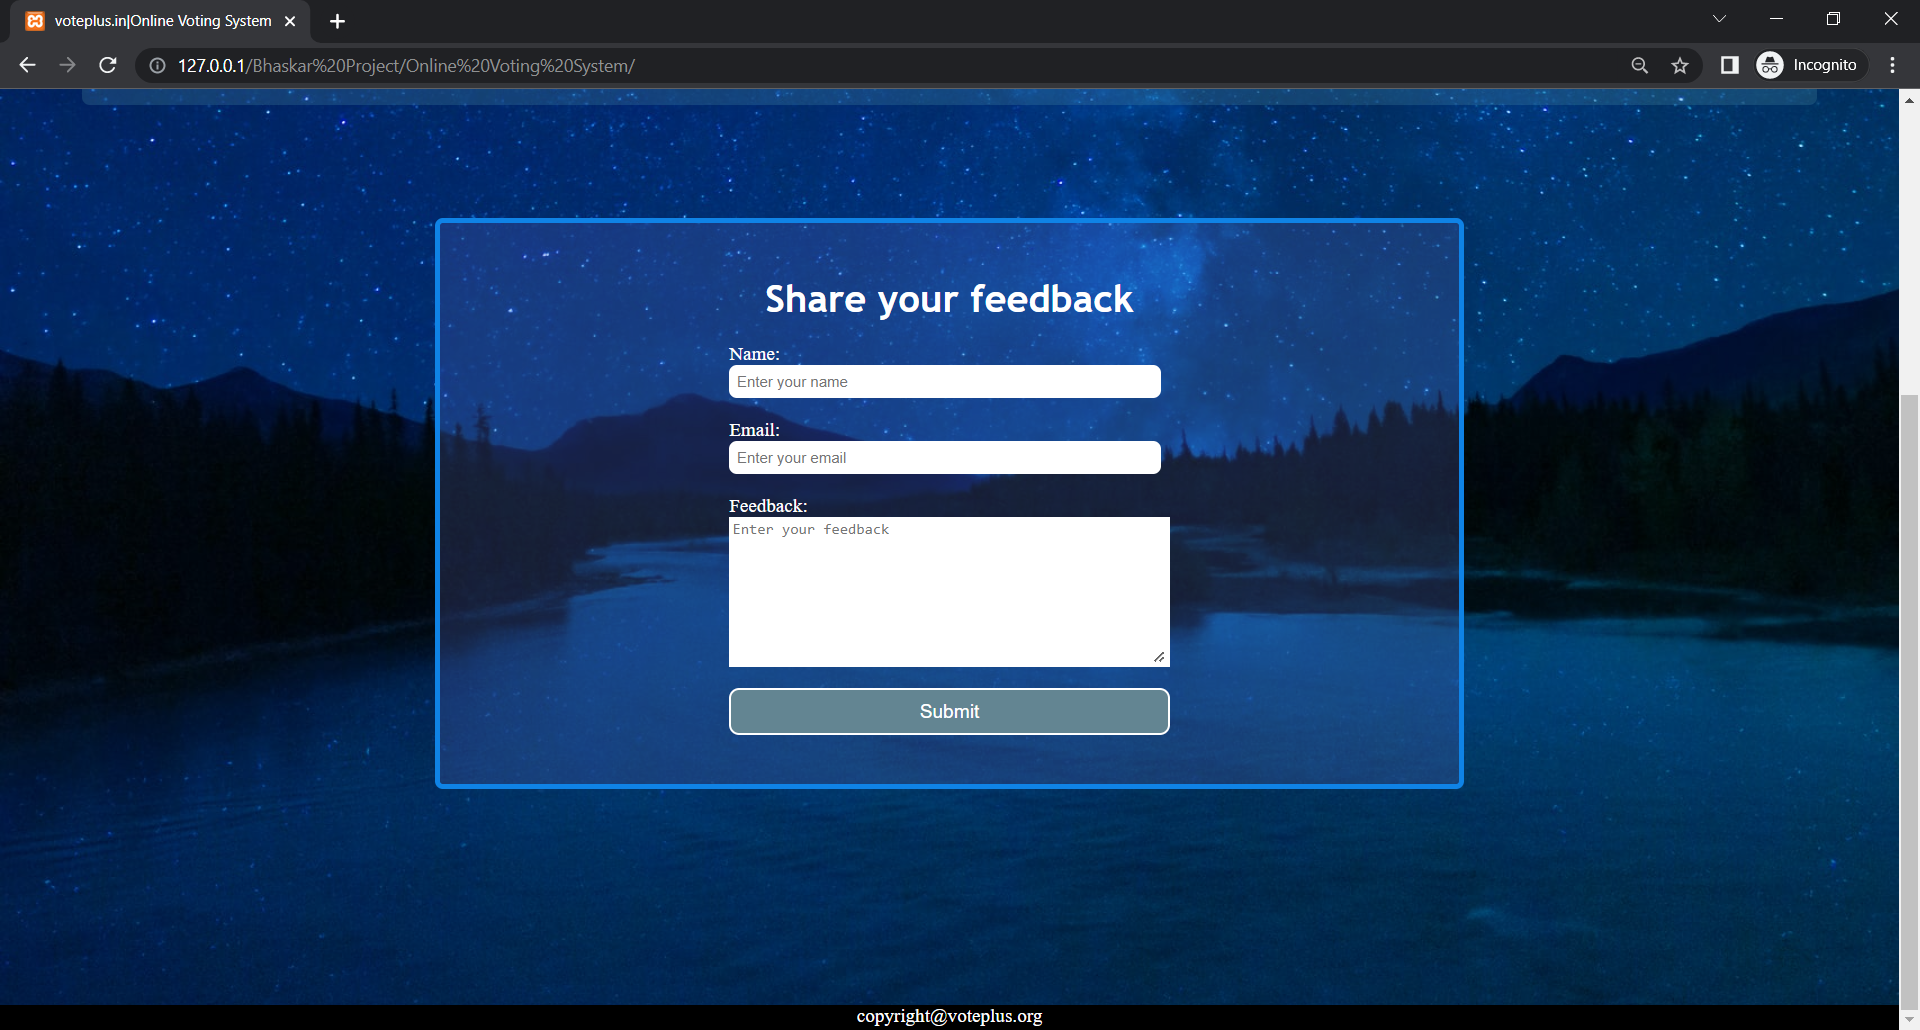 voteplus.in|Online Voting System
127.0.0.1/Bhaskar%20Project/Online%20Voting%20System/
Incognito
Share your feedback
Name:
Enter your name
Email:
Enter your email
Feedback:
Enter your feedback
Submit
copyright@voteplus.org